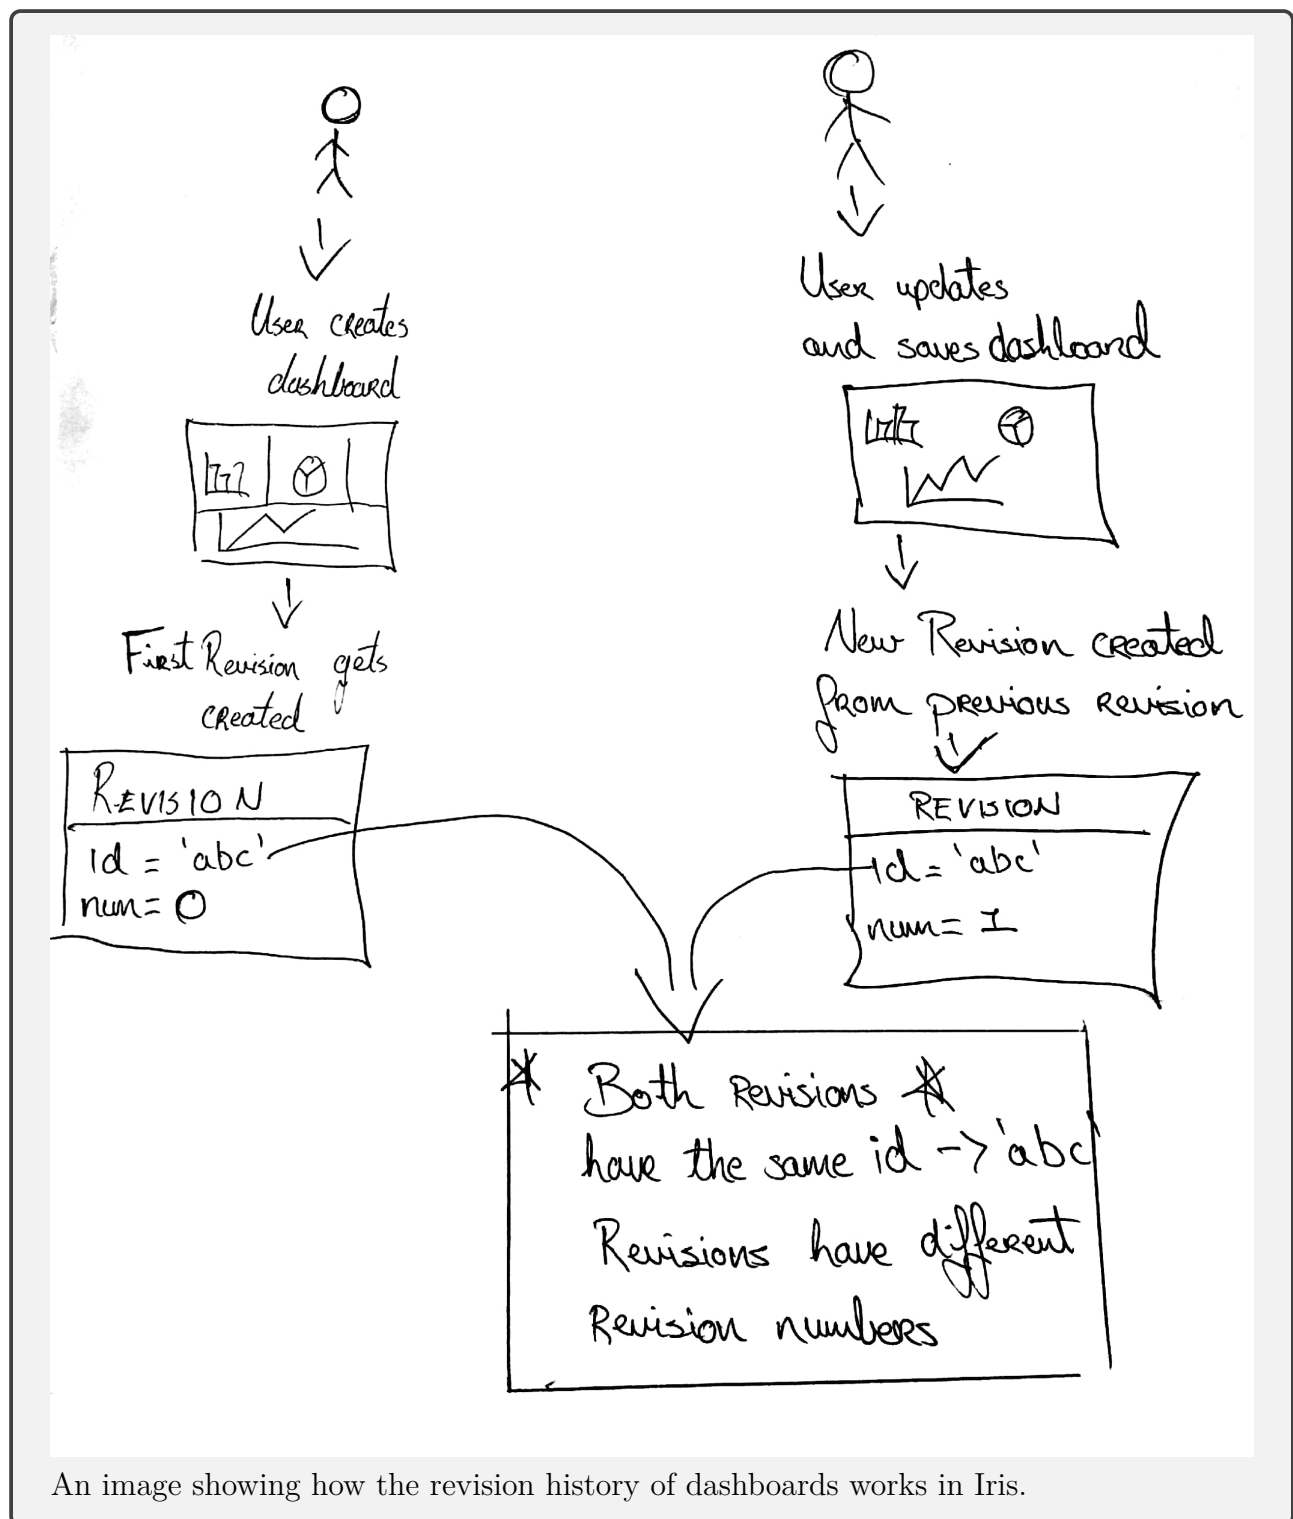 User creates
dashboard
First Revision gets
created
REVISION
id = 'abc'
num = 0
User updates
and saves dashboard
New Revision created
from previous revision
REVISION
id = 'abc'
num = 1
* Both Revisions *
have the same id -> 'abc'
Revisions have different
Revision numbers
An image showing how the revision history of dashboards works in Iris.